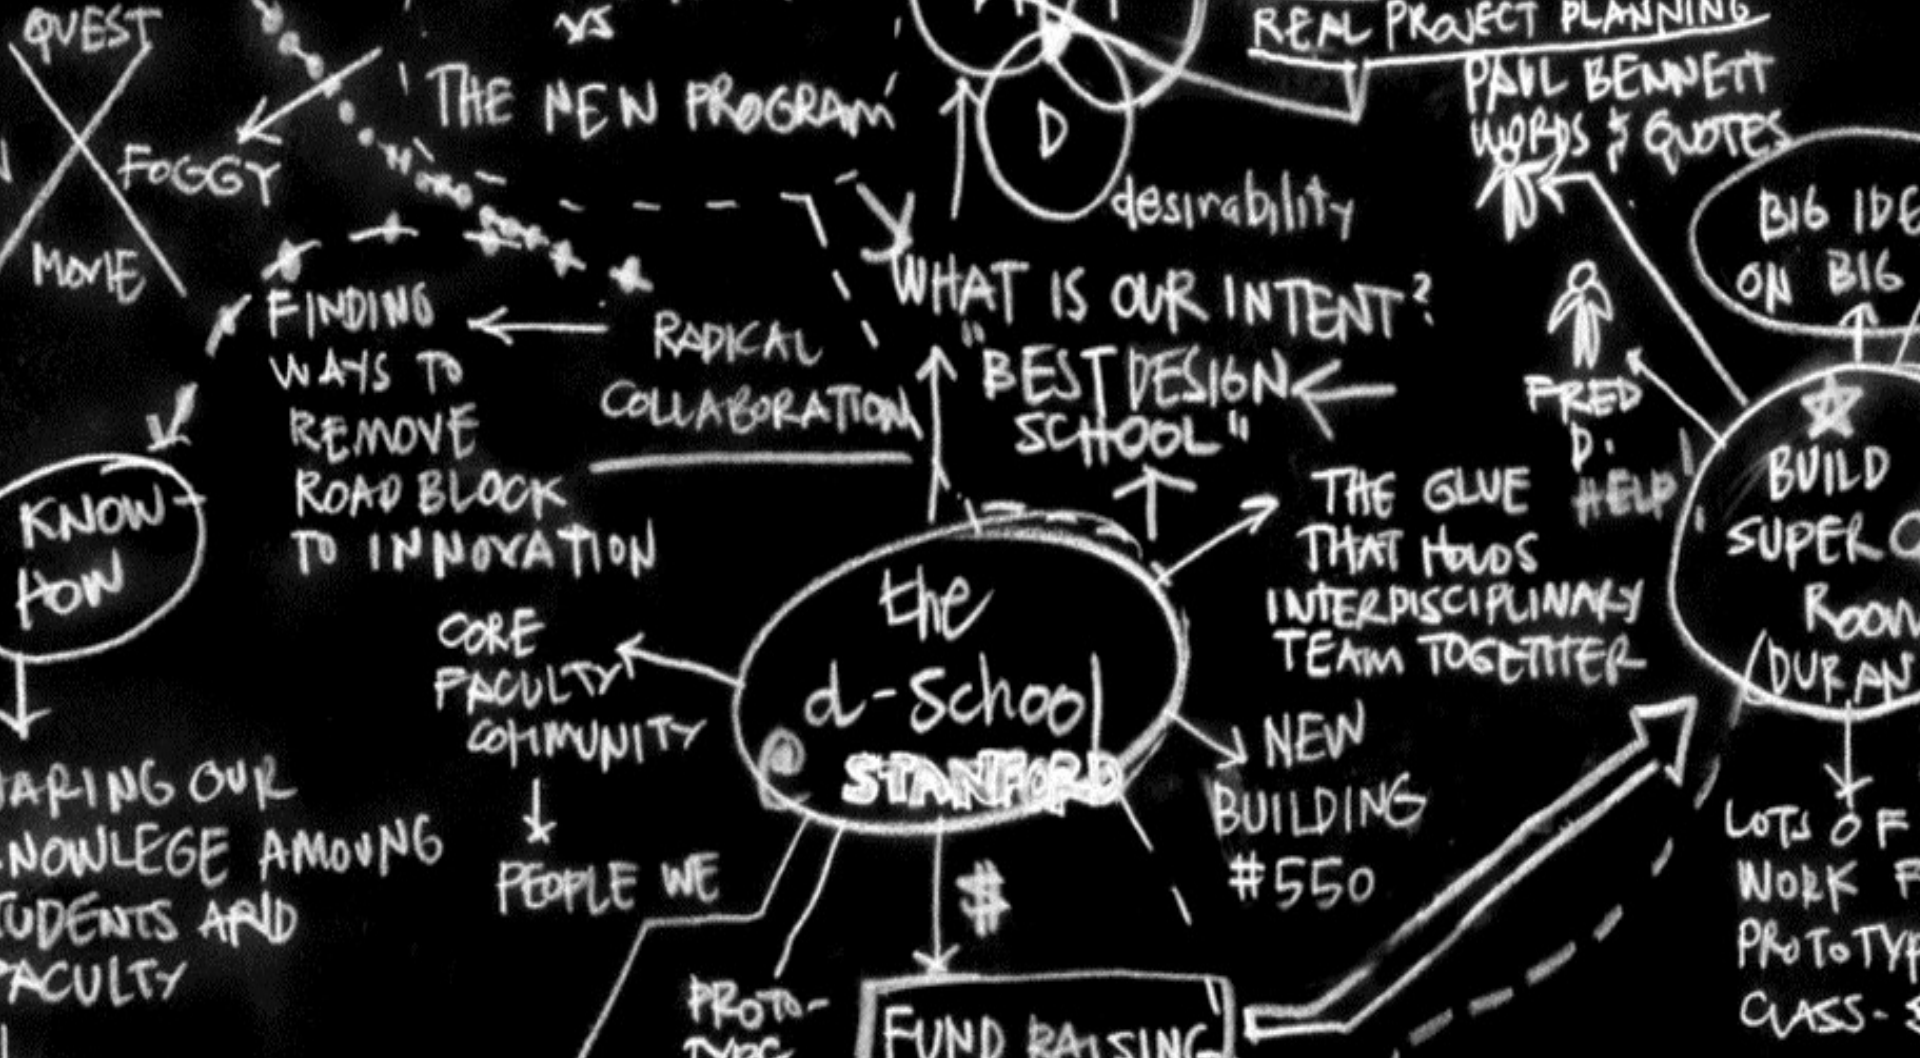 QUEST
MOVIE
FOGGY
VS
THE NEW PROGRAM
D
desirability
REAL PROJECT PLANNING
PAUL BENNETT
WORDS & QUOTES
BIG IDE
ON BIG
WHAT IS OUR INTENT?
"BEST DESIGN
SCHOOL"
RADICAL
COLLABORATION
FINDING
WAYS TO
REMOVE
ROAD BLOCK
TO INNOVATION
KNOW-
HOW
ARING OUR
NOWLEGE AMOUNG
UDENTS AND
FACULTY
CORE
FACULTY
COMMUNITY
PEOPLE WE
the
d-school
STANFORD
THE GLUE
THAT HOLDS
INTERDISCIPLINARY
TEAM TOGETHER
NEW
BUILDING
#550
$
PROTO-
TYPE
FUND RAISING
FRED
D.
HELP
BUILD
SUPER
ROOM
(DURAN
LOTS OF
WORK F
PROTOTYP
CLASS-